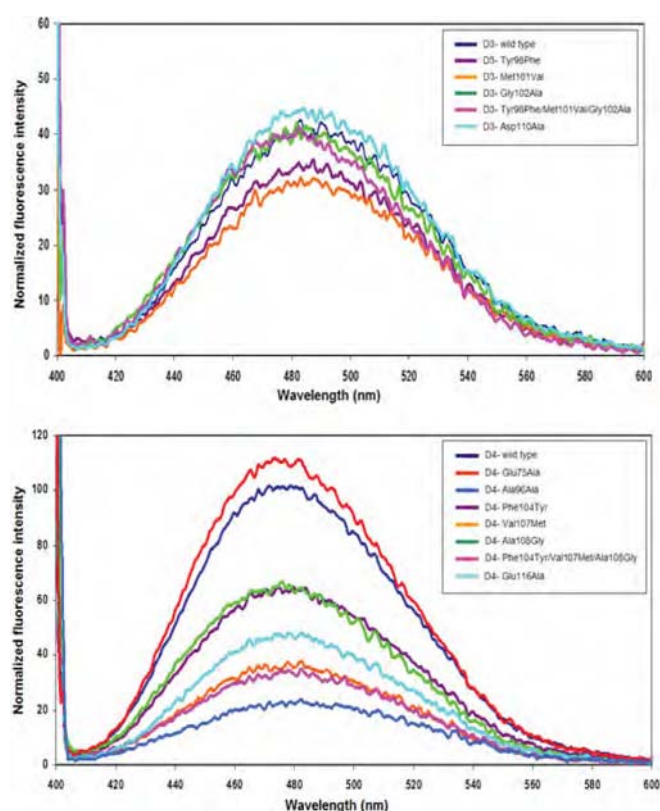 60
50
40
30
20
10
0
Normalized fluorescence intensity
D3- wild type
D3- Tyr98Phe
D3- Met101Val
D3- Gly102Ala
D3- Tyr98Phe/Met101Val/Gly102Ala
D3- Asp110Ala
400 420 440 460 480 500 520 540 560 580 600
Wavelength (nm)
120
100
80
60
40
20
0
Normalized fluorescence intensity
D4- wild type
D4- Glu75Ala
D4- Ala96Ala
D4- Phe104Tyr
D4- Val107Met
D4- Ala108Gly
D4- Phe104Tyr/Val107Met/Ala108Gly
D4- Glu116Ala
400 420 440 460 480 500 520 540 560 580 600
Wavelength (nm)